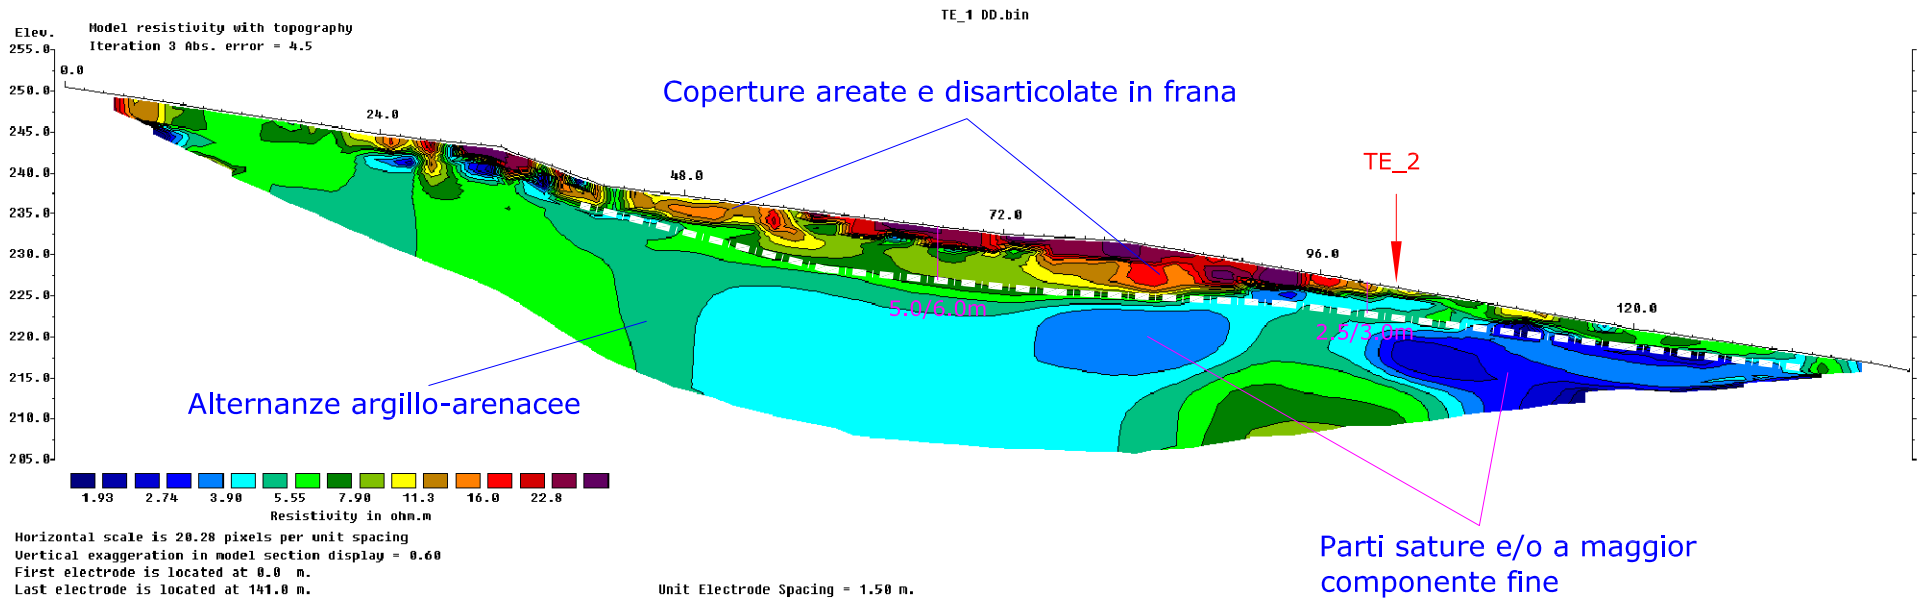 TE_1 DD.bin
Model resistivity with topography
Elev.
Iteration 3 Abs. error = 4.5
255.0
0.0
250.0
Coperture areate e disarticolate in frana
24.0
245.0
TE_2
240.0
48.0
235.0
72.0
230.0
96.0
225.0
5.0/6.0m
120.0
220.0
2.5/3.0m
215.0
Alternanze argillo-arenacee
210.0
205.0
1.93 2.74 3.90 5.55 7.90 11.3 16.0 22.8
Resistivity in ohm.m
Horizontal scale is 20.28 pixels per unit spacing
Vertical exaggeration in model section display = 0.60
First electrode is located at 0.0 m.
Last electrode is located at 141.0 m.
Unit Electrode Spacing = 1.50 m.
Parti sature e/o a maggior
componente fine